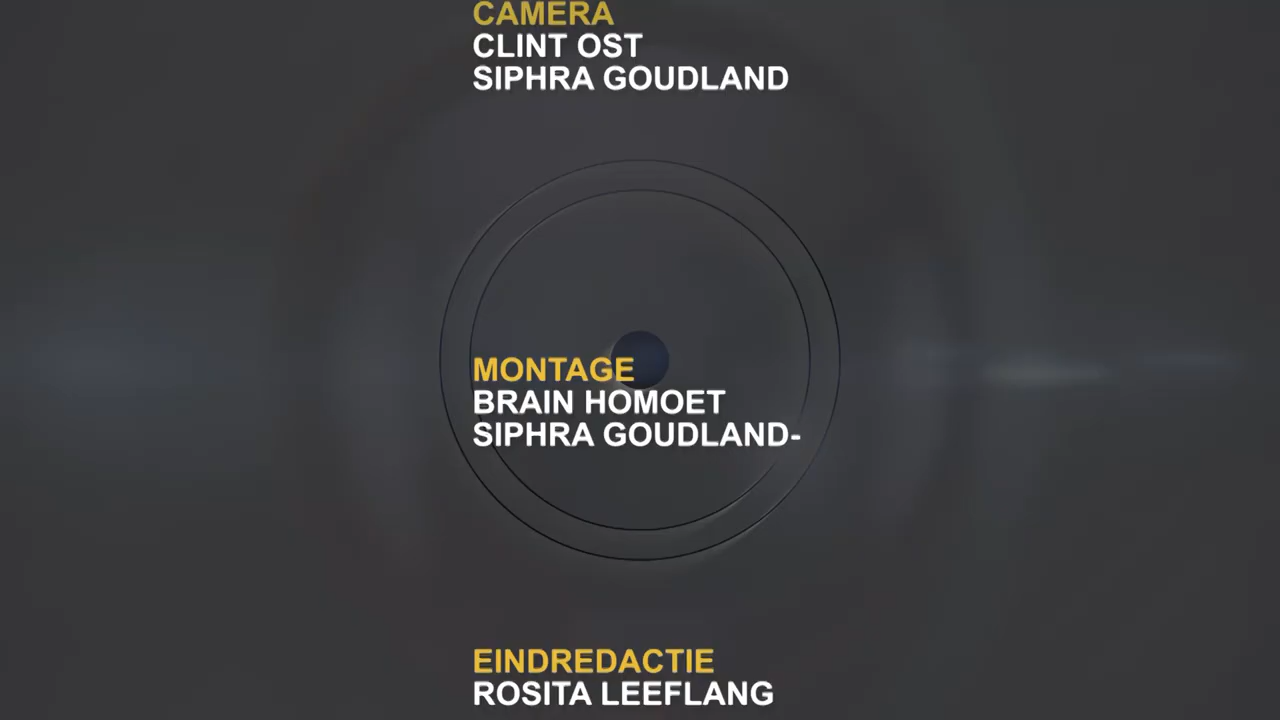 CAMERA
CLINT OST
SIPHRA GOUDLAND
MONTAGE
BRAIN HOMOET
SIPHRA GOUDLAND-
EINDREDACTIE
ROSITA LEEFLANG